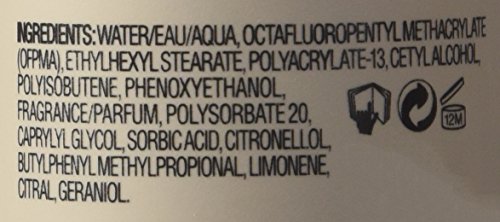 NGREDIENTS: WATER/EAU/AQUA, OCTAFLUOROPENTYL METHACRYLATE
(OFPMA), ETHYLHEXYL STEARATE, POLYACRYLATE-13, CETYL ALCOHOL,
POLYISOBUTENE, PHENOXYETHANOL,
FRAGRANCE/PARFUM, POLYSORBATE 20,
CAPRYLYL GLYCOL, SORBIC ACID, CITRONELLOL,
BUTYLPHENYL METHYLPROPIONAL, LIMONENE,
CITRAL, GERANIOL.
12M